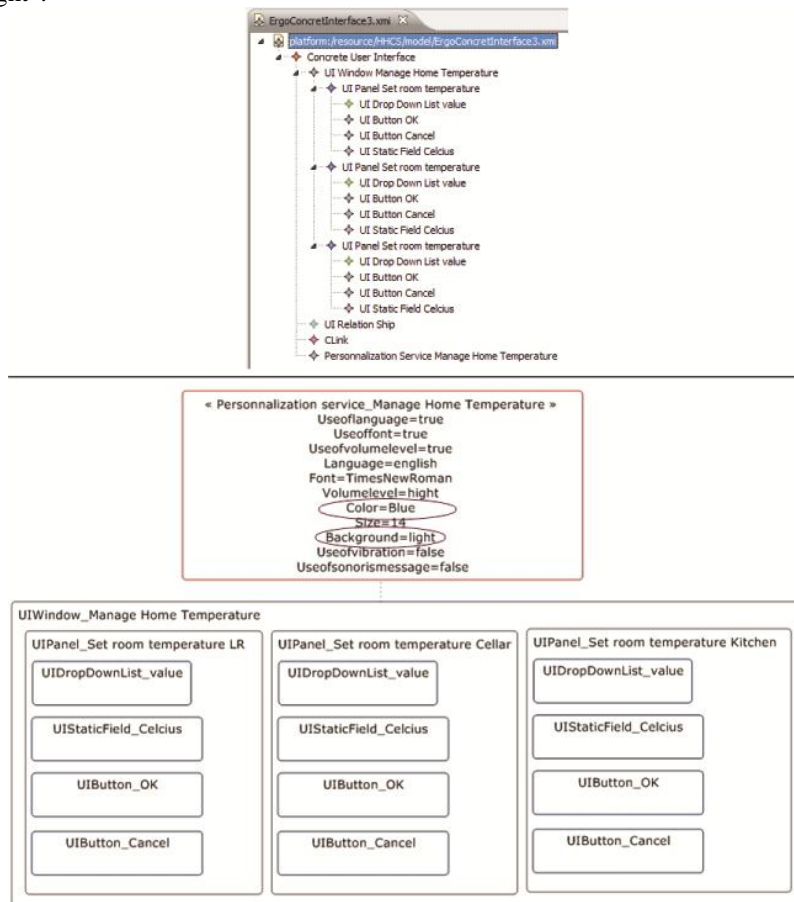 ErgoConcretInterface3.xmi
platform:/resource/HHCS/model/ErgoConcretInterface3.xmi
Concrete User Interface
UI Window Manage Home Temperature
UI Panel Set room temperature
UI Drop Down List value
UI Button OK
UI Button Cancel
UI Static Field Celcius
UI Panel Set room temperature
UI Drop Down List value
UI Button OK
UI Button Cancel
UI Static Field Celcius
UI Panel Set room temperature
UI Drop Down List value
UI Button OK
UI Button Cancel
UI Static Field Celcius
UI Relation Ship
CLink
Personnalization Service Manage Home Temperature
« Personnalization service_Manage Home Temperature »
Useoflanguage=true
Useoffont=true
Useofvolumelevel=true
Language=english
Font=TimesNewRoman
Volumelevel=hight
Color=Blue
Size=14
Background=light
Useofvibration=false
Useofsonorismessage=false
UIWindow_Manage Home Temperature
UIPanel_Set room temperature LR
UIDropDownList_value
UIStaticField_Celcius
UIButton_OK
UIButton_Cancel
UIPanel_Set room temperature Cellar
UIDropDownList_value
UIStaticField_Celcius
UIButton_OK
UIButton_Cancel
UIPanel_Set room temperature Kitchen
UIDropDownList_value
UIStaticField_Celcius
UIButton_OK
UIButton_Cancel